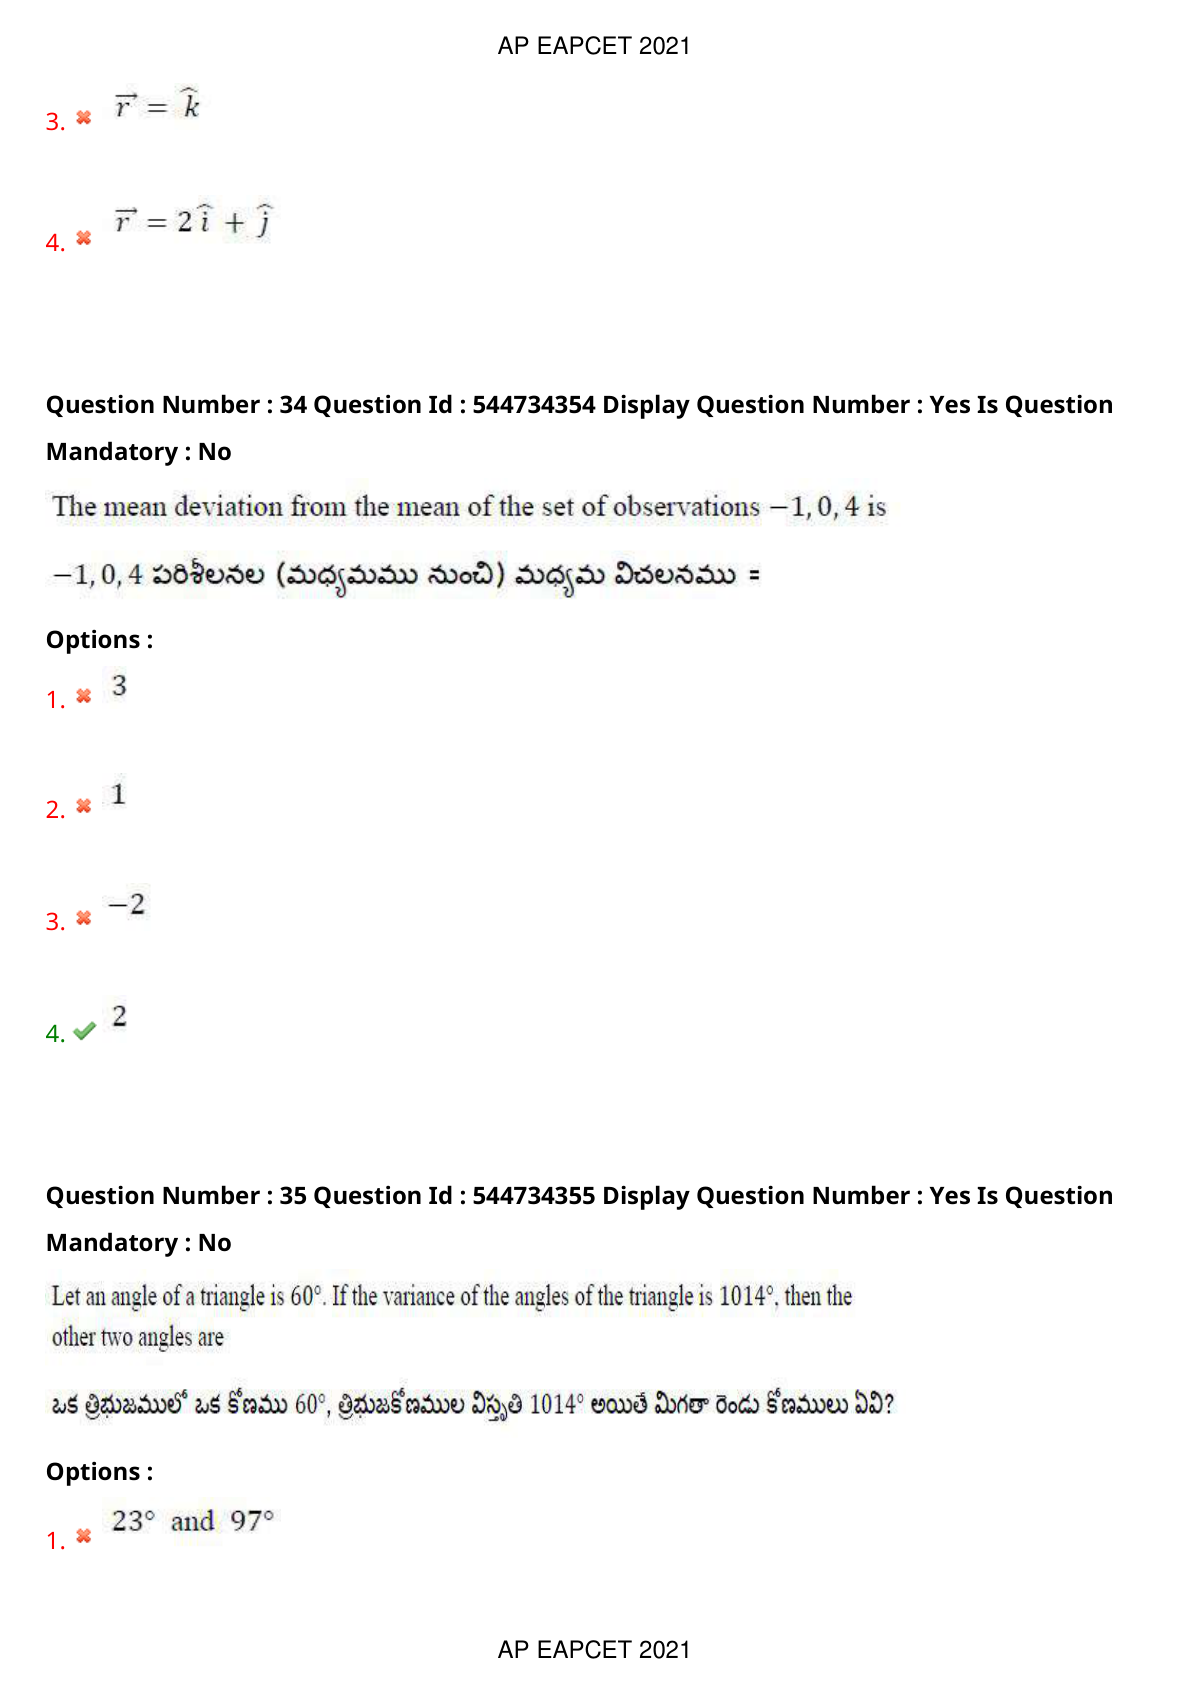 AP EAPCET 2021
3. $\overrightarrow{r} = \hat{k}$
4. $\overrightarrow{r} = 2\hat{i} + \hat{j}$
Question Number : 34 Question Id : 544734354 Display Question Number : Yes Is Question
Mandatory : No
The mean deviation from the mean of the set of observations −1, 0, 4 is
−1, 0, 4 పరిశీలనల (మధ్యమము నుంచి) మధ్యమ విచలనము =
Options :
1. 3
2. 1
3. −2
4. 2
Question Number : 35 Question Id : 544734355 Display Question Number : Yes Is Question
Mandatory : No
Let an angle of a triangle is 60°. If the variance of the angles of the triangle is 1014°, then the
other two angles are
ఒక త్రిభుజములో ఒక కోణము 60°, త్రిభుజకోణముల విస్తృతి 1014° అయితే మిగతా రెండు కోణములు ఏవి?
Options :
1. 23° and 97°
AP EAPCET 2021